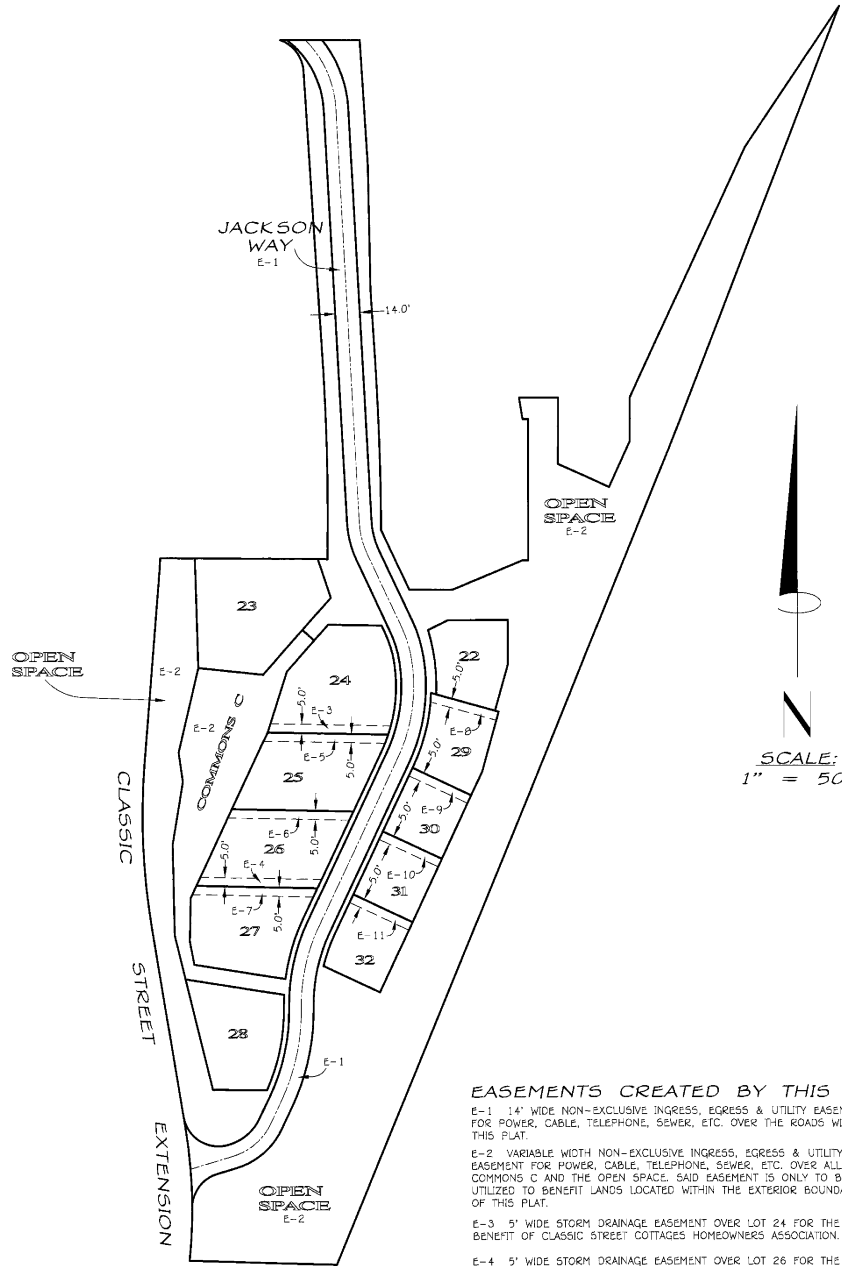 JACKSON
WAY
E-1
14.0'
OPEN
SPACE
E-2
23
OPEN
SPACE
E-2
22
5.0'
24
5.0'
E-3
E-2
COMMONS C
E-8
29
E-5
5.0'
5.0'
25
SCALE:
1" = 50
CLASSIC
E-9
5.0'
30
E-6
5.0'
26
5.0'
E-4
E-10
5.0'
31
E-7
5.0'
27
E-11
32
STREET
28
E-1
EXTENSION
OPEN
SPACE
E-2
N
EASEMENTS CREATED BY THIS
E-1 14' WIDE NON-EXCLUSIVE INGRESS, EGRESS & UTILITY
FOR POWER, CABLE, TELEPHONE, SEWER, ETC. OVER THE ROADS
THIS PLAT.
E-2 VARIABLE WIDTH NON-EXCLUSIVE INGRESS, EGRESS & UTILITY
EASEMENT FOR POWER, CABLE, TELEPHONE, SEWER, ETC. OVER ALL
COMMONS C AND THE OPEN SPACE. SAID EASEMENT IS ONLY TO
UTILIZED TO BENEFIT LANDS LOCATED WITHIN THE EXTERIOR
OF THIS PLAT.
E-3 5' WIDE STORM DRAINAGE EASEMENT OVER LOT 24 FOR THE
BENEFIT OF CLASSIC STREET COTTAGES HOMEOWNERS ASSOCIATION.
E-4 5' WIDE STORM DRAINAGE EASEMENT OVER LOT 26 FOR THE